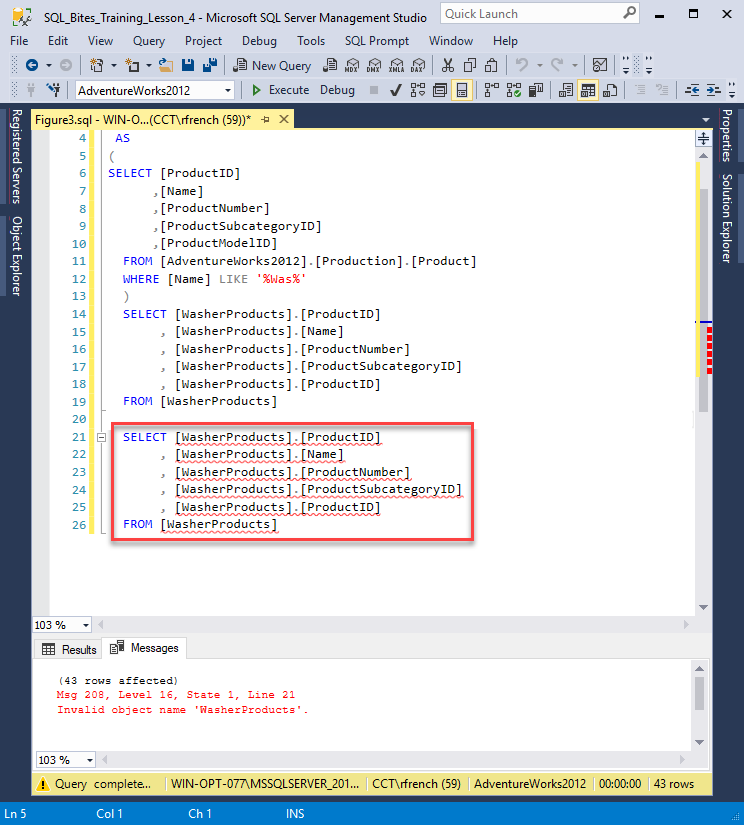 SQL_Bites_Training_Lesson_4 - Microsoft SQL Server Management Studio
Quick Launch
File Edit View Query Project Debug Tools SQL Prompt Window Help
New Query
MDX DMX XMLA DAX
AdventureWorks2012
Execute Debug
Registered Servers
Object Explorer
Figure3.sql - WIN-O...(CCT\rfrench (59))*
4 AS
5 (
6 SELECT [ProductID]
7 ,[Name]
8 ,[ProductNumber]
9 ,[ProductSubcategoryID]
10 ,[ProductModelID]
11 FROM [AdventureWorks2012].[Production].[Product]
12 WHERE [Name] LIKE '%Was%'
13 )
14 SELECT [WasherProducts].[ProductID]
15 , [WasherProducts].[Name]
16 , [WasherProducts].[ProductNumber]
17 , [WasherProducts].[ProductSubcategoryID]
18 , [WasherProducts].[ProductID]
19 FROM [WasherProducts]
20
21 SELECT [WasherProducts].[ProductID]
22 , [WasherProducts].[Name]
23 , [WasherProducts].[ProductNumber]
24 , [WasherProducts].[ProductSubcategoryID]
25 , [WasherProducts].[ProductID]
26 FROM [WasherProducts]
Properties
Solution Explorer
103 %
Results Messages
(43 rows affected)
Msg 208, Level 16, State 1, Line 21
Invalid object name 'WasherProducts'.
103 %
Query complete... WIN-OPT-077\MSSQLSERVER_201... CCT\rfrench (59) AdventureWorks2012 00:00:00 43 rows
Ln 5 Col 1 Ch 1 INS